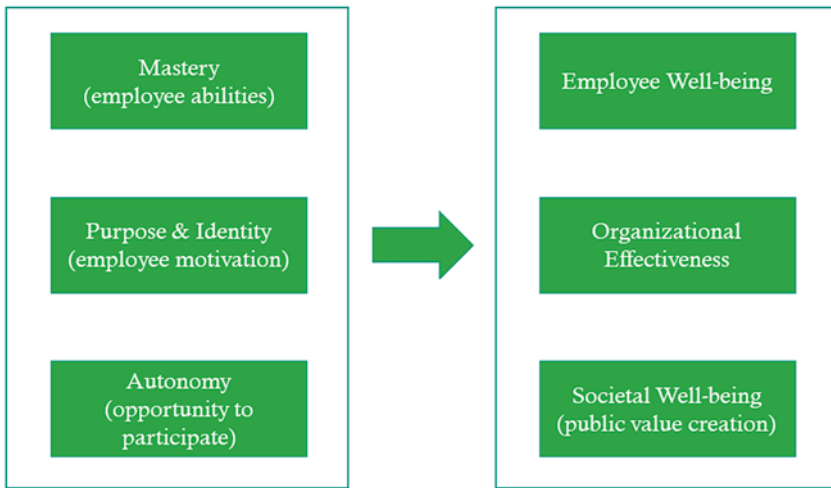 Mastery
(employee abilities)
Purpose & Identity
(employee motivation)
Autonomy
(opportunity to
participate)
Employee Well-being
Organizational
Effectiveness
Societal Well-being
(public value creation)